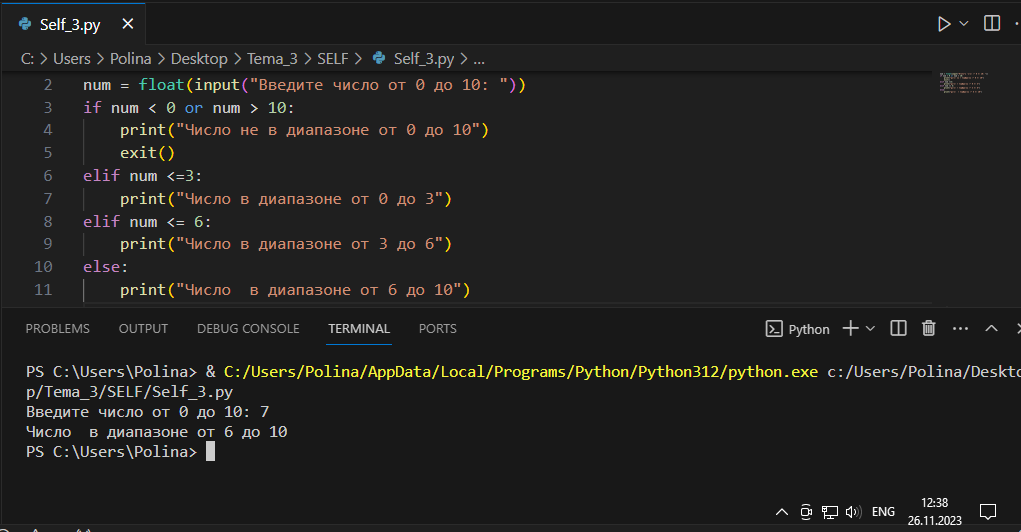 Self_3.py
C: > Users > Polina > Desktop > Tema_3 > SELF > Self_3.py > ...
2 num = float(input("Введите число от 0 до 10: "))
3 if num < 0 or num > 10:
4 print("Число не в диапазоне от 0 до 10")
5 exit()
6 elif num <=3:
7 print("Число в диапазоне от 0 до 3")
8 elif num <= 6:
9 print("Число в диапазоне от 3 до 6")
10 else:
11 print("Число  в диапазоне от 6 до 10")
PROBLEMS OUTPUT DEBUG CONSOLE TERMINAL PORTS Python
PS C:\Users\Polina> & C:/Users/Polina/AppData/Local/Programs/Python/Python312/python.exe c:/Users/Polina/Deskto
p/Tema_3/SELF/Self_3.py
Введите число от 0 до 10: 7
Число  в диапазоне от 6 до 10
PS C:\Users\Polina>
ENG
12:38
26.11.2023